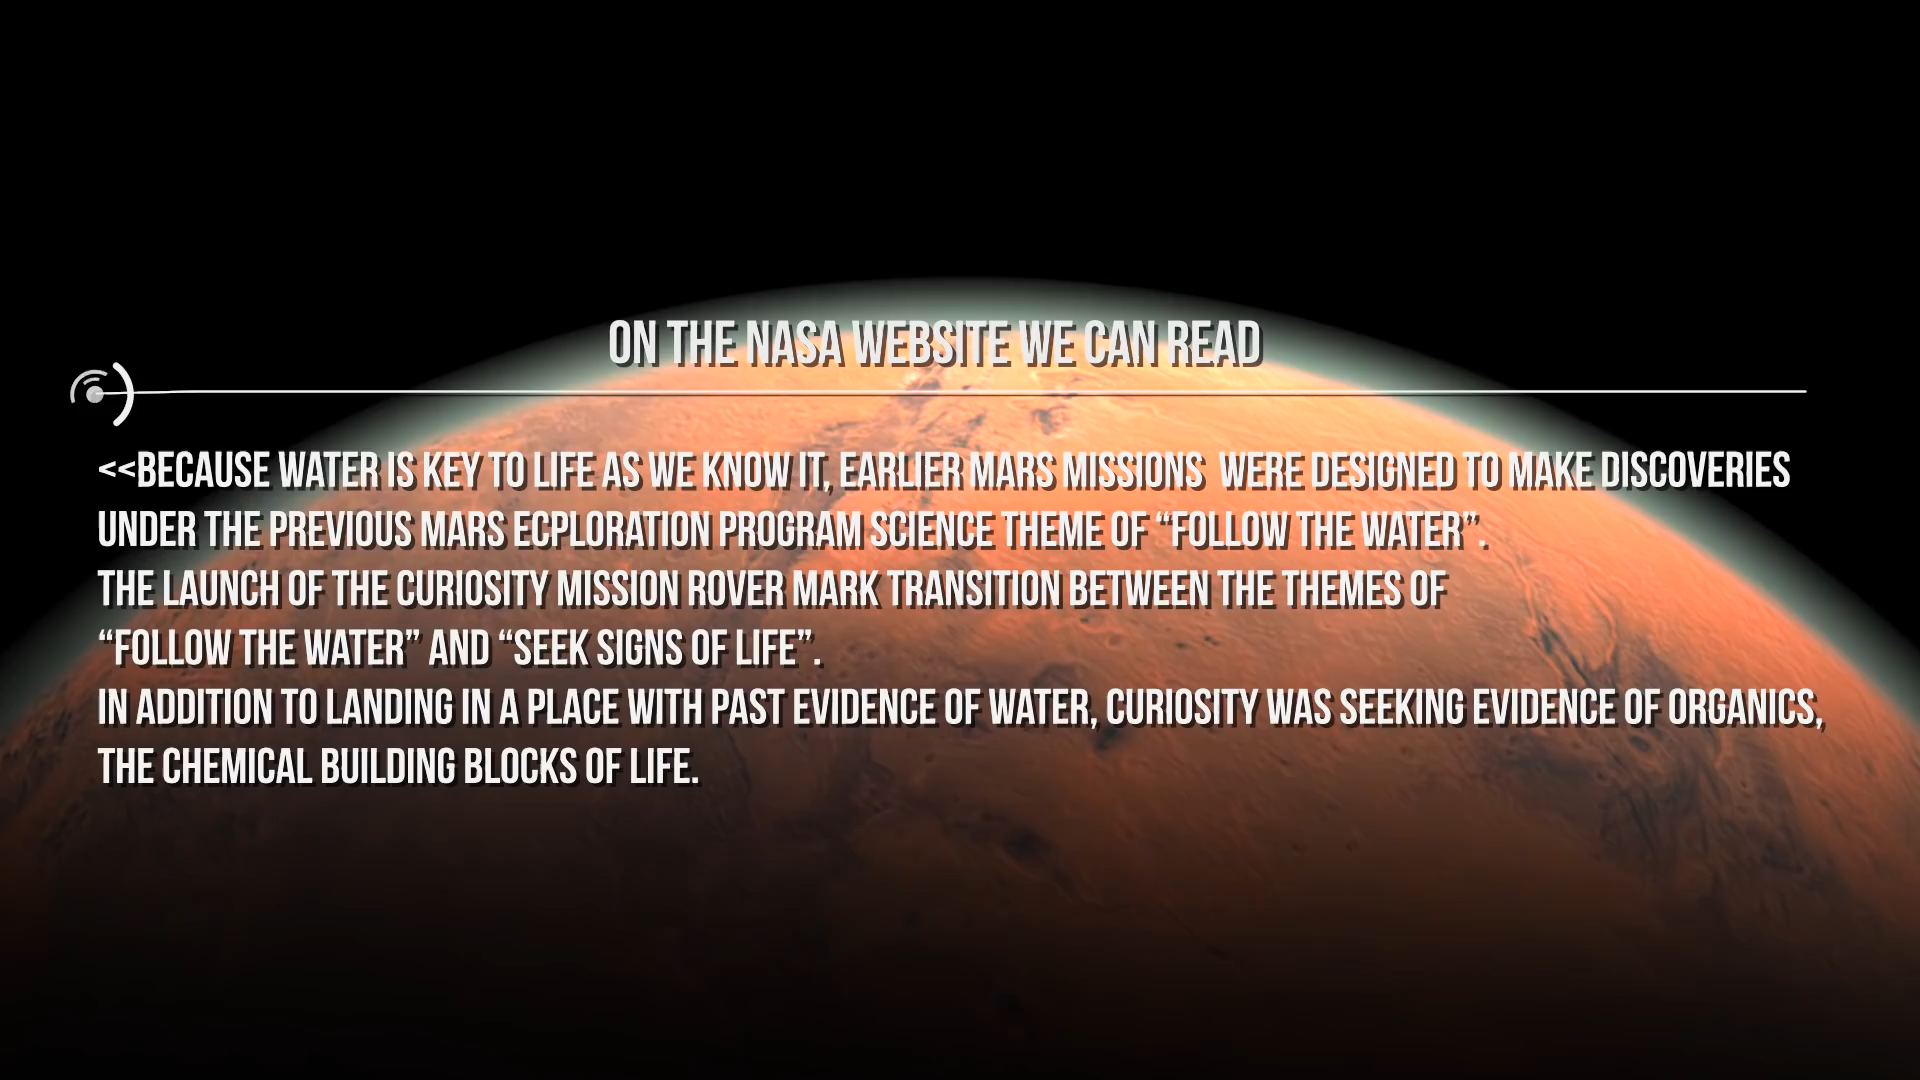 ON THE NASA WEBSITE WE CAN READ
<<BECAUSE WATER IS KEY TO LIFE AS WE KNOW IT, EARLIER MARS MISSIONS  WERE DESIGNED TO MAKE DISCOVERIES
UNDER THE PREVIOUS MARS ECPLORATION PROGRAM SCIENCE THEME OF “FOLLOW THE WATER”.
THE LAUNCH OF THE CURIOSITY MISSION ROVER MARK TRANSITION BETWEEN THE THEMES OF
“FOLLOW THE WATER” AND “SEEK SIGNS OF LIFE”.
IN ADDITION TO LANDING IN A PLACE WITH PAST EVIDENCE OF WATER, CURIOSITY WAS SEEKING EVIDENCE OF ORGANICS,
THE CHEMICAL BUILDING BLOCKS OF LIFE.